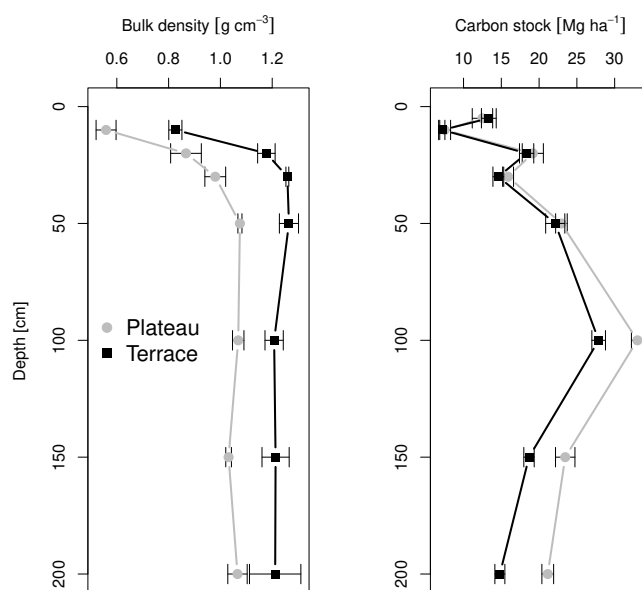 Bulk density [g cm⁻³]
0.6 0.8 1.0 1.2
Carbon stock [Mg ha⁻¹]
10 15 20 25 30
Depth [cm]
0
50
100
150
200
Plateau
Terrace
0
50
100
150
200